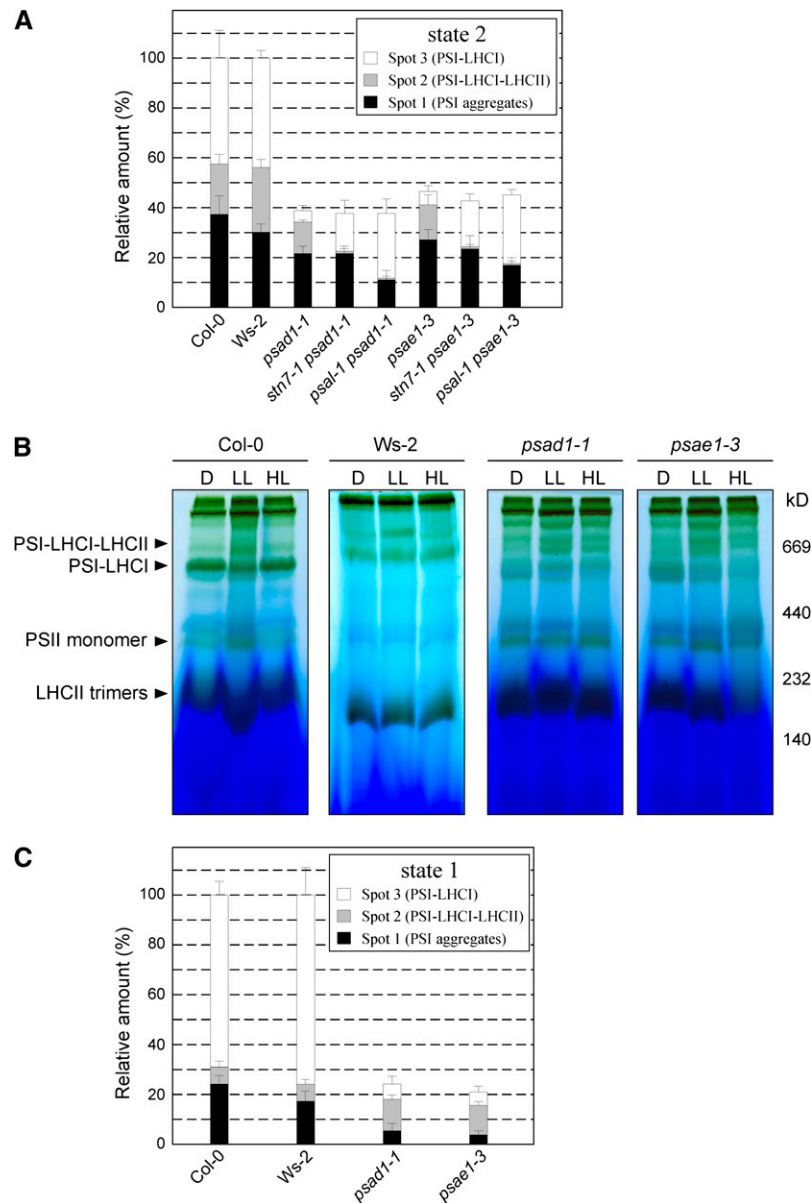 A
state 2
Spot 3 (PSI-LHCI)
Spot 2 (PSI-LHCI-LHCII)
Spot 1 (PSI aggregates)
Relative amount (%)
100
80
60
40
20
0
Col-0
Ws-2
psad1-1
stn7-1 psad1-1
psal-1 psad1-1
psae1-3
stn7-1 psae1-3
psal-1 psae1-3
B
Col-0 Ws-2 psad1-1 psae1-3
D LL HL D LL HL D LL HL D LL HL kD
PSI-LHCI-LHCII
PSI-LHCI
PSII monomer
LHCII trimers
669
440
232
140
C
state 1
Spot 3 (PSI-LHCI)
Spot 2 (PSI-LHCI-LHCII)
Spot 1 (PSI aggregates)
Relative amount (%)
100
80
60
40
20
0
Col-0
Ws-2
psad1-1
psae1-3